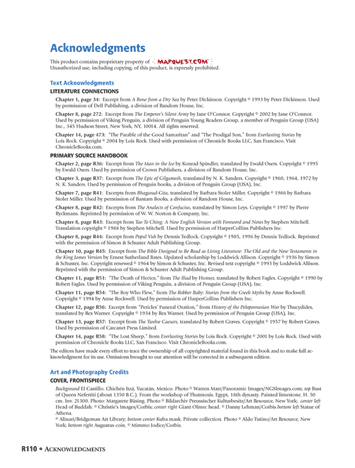 Acknowledgments
This product contains proprietary property of MAPQUEST.COM
Unauthorized use, including copying, of this product, is expressly prohibited.
Text Acknowledgments
LITERATURE CONNECTIONS
Chapter 1, page 34: Excerpt from A Bone from a Dry Sea by Peter Dickinson. Copyright © 1993 by Peter Dickinson. Used
by permission of Dell Publishing, a division of Random House, Inc.
Chapter 8, page 272: Excerpt from The Emperor's Silent Army by Jane O'Connor. Copyright © 2002 by Jane O'Connor.
Used by permission of Viking Penguin, a division of Penguin Young Readers Group, a member of Penguin Group (USA)
Inc., 345 Hudson Street, New York, NY, 10014. All rights reserved.
Chapter 14, page 473: "The Parable of the Good Samaritan" and "The Prodigal Son," from Everlasting Stories by
Lois Rock. Copyright © 2004 by Lois Rock. Used with permission of Chronicle Books LLC, San Francisco. Visit
ChronicleBooks.com.
PRIMARY SOURCE HANDBOOK
Chapter 2, page R36: Excerpt from The Man in the Ice by Konrad Spindler, translated by Ewald Osers. Copyright © 1995
by Ewald Osers. Used by permission of Crown Publishers, a division of Random House, Inc.
Chapter 3, page R37: Excerpt from The Epic of Gilgamesh, translated by N. K. Sandars. Copyright © 1960, 1964, 1972 by
N. K. Sandars. Used by permission of Penguin books, a division of Penguin Group (USA), Inc.
Chapter 7, page R41: Excerpts from Bhagavad-Gita, translated by Barbara Stoler Miller. Copyright © 1986 by Barbara
Stoler Miller. Used by permission of Bantam Books, a division of Random House, Inc.
Chapter 8, page R42: Excerpts from The Analects of Confucius, translated by Simon Leys. Copyright © 1997 by Pierre
Ryckmans. Reprinted by permission of W. W. Norton & Company, Inc.
Chapter 8, page R43: Excerpt from Tao Te Ching: A New English Version with Foreword and Notes by Stephen Mitchell.
Translation copyright © 1988 by Stephen Mitchell. Used by permission of HarperCollins Publishers Inc.
Chapter 9, page R44: Excerpt from Popol Vuh by Dennis Tedlock. Copyright © 1985, 1996 by Dennis Tedlock. Reprinted
with the permission of Simon & Schuster Adult Publishing Group.
Chapter 10, page R45: Excerpt from The Bible Designed to Be Read as Living Literature: The Old and the New Testaments in
the King James Version by Ernest Sutherland Bates. Updated scholarship by Lodowick Allison. Copyright © 1936 by Simon
& Schuster, Inc. Copyright renewed © 1964 by Simon & Schuster, Inc. Revised text copyright © 1993 by Lodowick Allison.
Reprinted with the permission of Simon & Schuster Adult Publishing Group.
Chapter 11, page R51: "The Death of Hector," from The Iliad by Homer, translated by Robert Fagles. Copyright © 1990 by
Robert Fagles. Used by permission of Viking Penguin, a division of Penguin Group (USA), Inc.
Chapter 11, page R54: "The Boy Who Flew," from The Robber Baby: Stories from the Greek Myths by Anne Rockwell.
Copyright © 1994 by Anne Rockwell. Used by permission of HarperCollins Publishers Inc.
Chapter 12, page R56: Excerpt from "Pericles' Funeral Oration," from History of the Peloponnesian War by Thucydides,
translated by Rex Warner. Copyright © 1954 by Rex Warner. Used by permission of Penguin Group (USA), Inc.
Chapter 13, page R57: Excerpt from The Twelve Caesars, translated by Robert Graves. Copyright © 1957 by Robert Graves.
Used by permission of Carcanet Press Limited.
Chapter 14, page R58: "The Lost Sheep," from Everlasting Stories by Lois Rock. Copyright © 2001 by Lois Rock. Used with
permission of Chronicle Books LLC, San Francisco. Visit ChronicleBooks.com.
The editors have made every effort to trace the ownership of all copyrighted material found in this book and to make full ac-
knowledgment for its use. Omissions brought to our attention will be corrected in a subsequent edition.
Art and Photography Credits
COVER, FRONTISPIECE
Background El Castillo. Chichén Itzá, Yucatán, Mexico. Photo © Warren Marr/Panoramic Images/NGSImages.com; top Bust
of Queen Nefertiti (about 1350 B.C.). From the workshop of Thutmosis. Egypt, 18th dynasty. Painted limestone. H. 50
cm. Inv. 21300. Photo: Margarete Büsing. Photo © Bildarchiv Preussischer Kulturbesitz/Art Resource, New York; center left
Head of Buddah. © Christie's Images/Corbis; center right Giant Olmec head. © Danny Lehman/Corbis bottom left Statue of
Athena.
© Alinari/Bridgeman Art Library; bottom center Kuba mask. Private collection. Photo © Aldo Tutino/Art Resource, New
York; bottom right Augustus coin. © Mimmo Jodice/Corbis.
R110 • ACKNOWLEDGMENTS